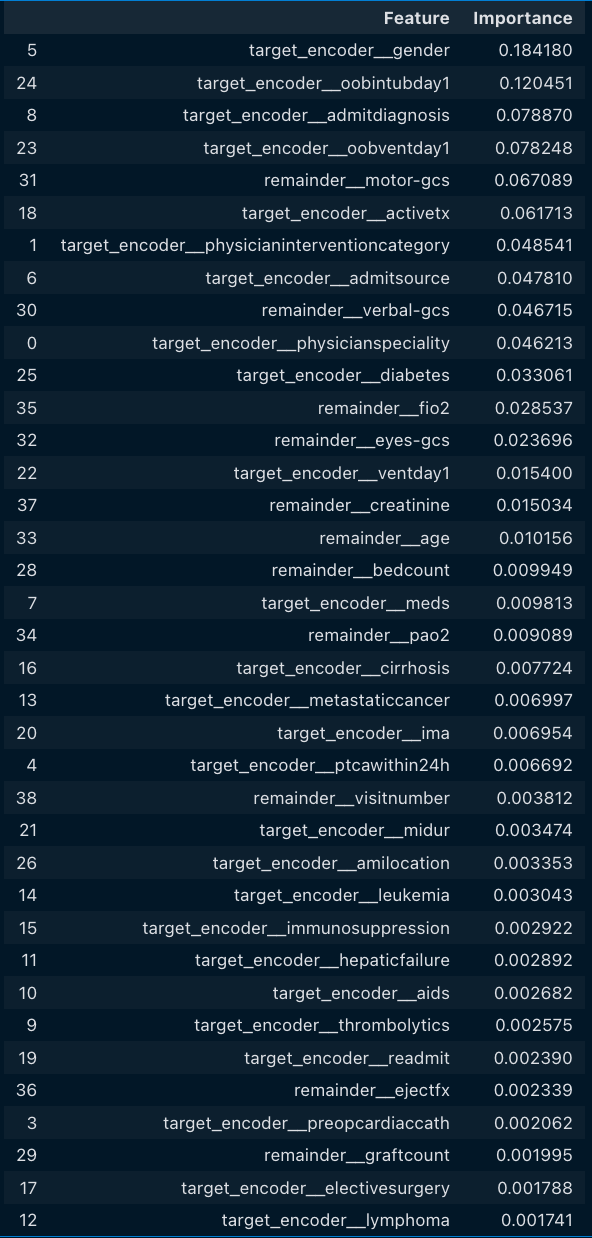 Feature Importance
5 target_encoder__gender 0.184180
24 target_encoder__oobintubday1 0.120451
8 target_encoder__admitdiagnosis 0.078870
23 target_encoder__oobventday1 0.078248
31 remainder__motor-gcs 0.067089
18 target_encoder__activetx 0.061713
1 target_encoder__physicianinterventioncategory 0.048541
6 target_encoder__admitsource 0.047810
30 remainder__verbal-gcs 0.046715
0 target_encoder__physicianspeciality 0.046213
25 target_encoder__diabetes 0.033061
35 remainder__fio2 0.028537
32 remainder__eyes-gcs 0.023696
22 target_encoder__ventday1 0.015400
37 remainder__creatinine 0.015034
33 remainder__age 0.010156
28 remainder__bedcount 0.009949
7 target_encoder__meds 0.009813
34 remainder__pao2 0.009089
16 target_encoder__cirrhosis 0.007724
13 target_encoder__metastaticcancer 0.006997
20 target_encoder__ima 0.006954
4 target_encoder__ptcawithin24h 0.006692
38 remainder__visitnumber 0.003812
21 target_encoder__midur 0.003474
26 target_encoder__amilocation 0.003353
14 target_encoder__leukemia 0.003043
15 target_encoder__immunosuppression 0.002922
11 target_encoder__hepaticfailure 0.002892
10 target_encoder__aids 0.002682
9 target_encoder__thrombolytics 0.002575
19 target_encoder__readmit 0.002390
36 remainder__ejectfx 0.002339
3 target_encoder__preopcardiaccath 0.002062
29 remainder__graftcount 0.001995
17 target_encoder__electivesurgery 0.001788
12 target_encoder__lymphoma 0.001741